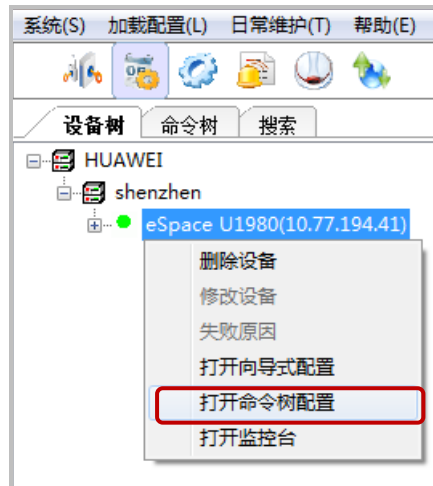 系统(S) 加载配置(L) 日常维护(T) 帮助(E)
设备树 命令树 搜索
HUAWEI
shenzhen
eSpace U1980(10.77.194.41)
删除设备
修改设备
失败原因
打开向导式配置
打开命令树配置
打开监控台